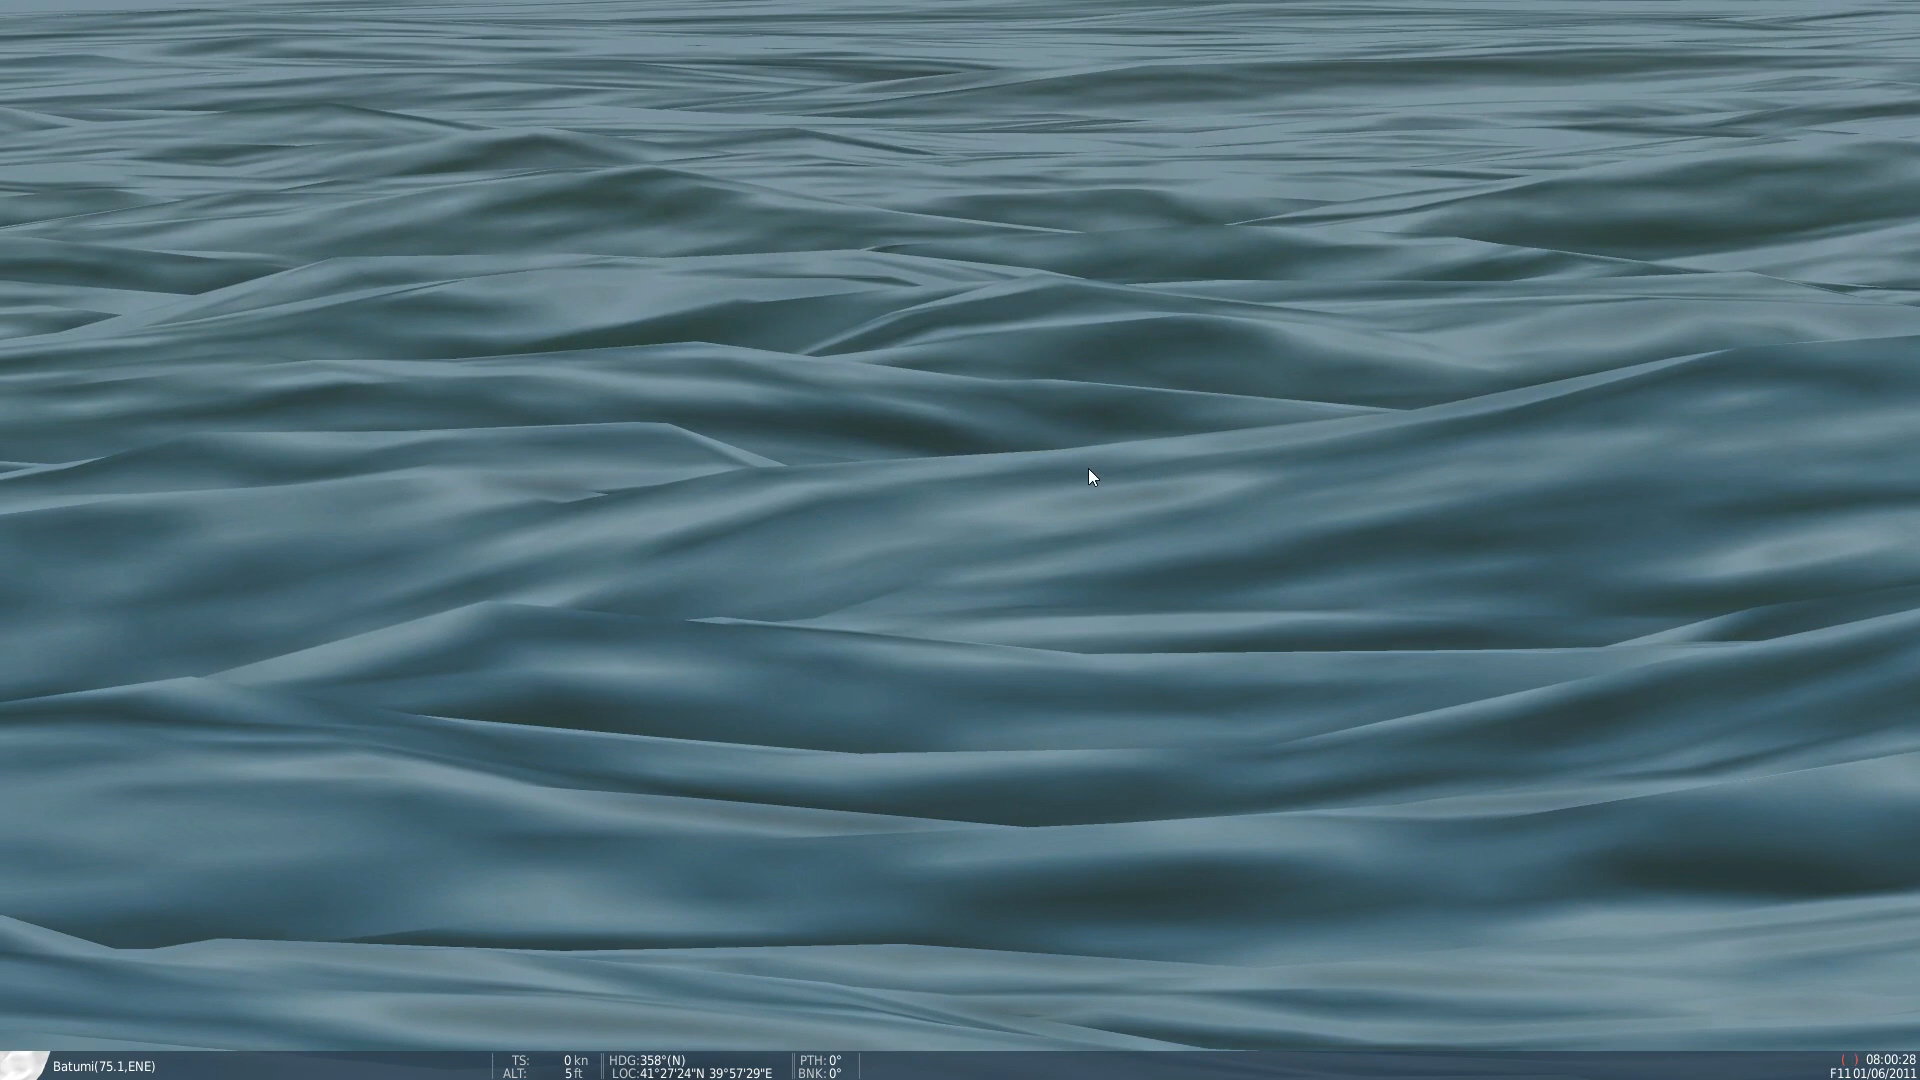 Batumi(75.1,ENE)
TS: 0 kn
ALT: 5 ft
HDG:358°(N)
LOC:41°27'24"N 39°57'29"E
PTH: 0°
BNK: 0°
( ) 08:00:28
F11 01/06/2011